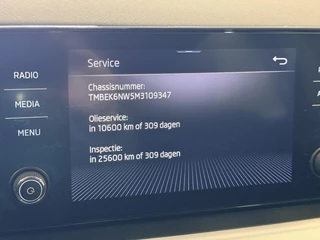 Service
RADIO
MEDIA
MENU
Chassisnummer:
TMBEK6NW5M3109347
Olieservice:
in 10600 km of 309 dagen
Inspectie:
in 25600 km of 309 dagen